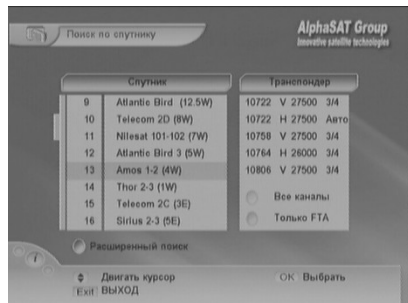 Поиск по спутнику
AlphaSAT Group
Innovative satellite technologies
Спутник
Транспондер
9 Atlantic Bird (12.5W)
10 Telecom 2D (8W)
11 Nilesat 101-102 (7W)
12 Atlantic Bird 3 (5W)
13 Amos 1-2 (4W)
14 Thor 2-3 (1W)
15 Telecom 2C (3E)
16 Sirius 2-3 (5E)
10722 V 27500 3/4
10722 H 27500 Авто
10758 V 27500 3/4
10764 H 26000 3/4
10806 V 27500 3/4
Все каналы
Только FTA
Расширенный поиск
Двигать курсор
OK Выбрать
Exit ВЫХОД